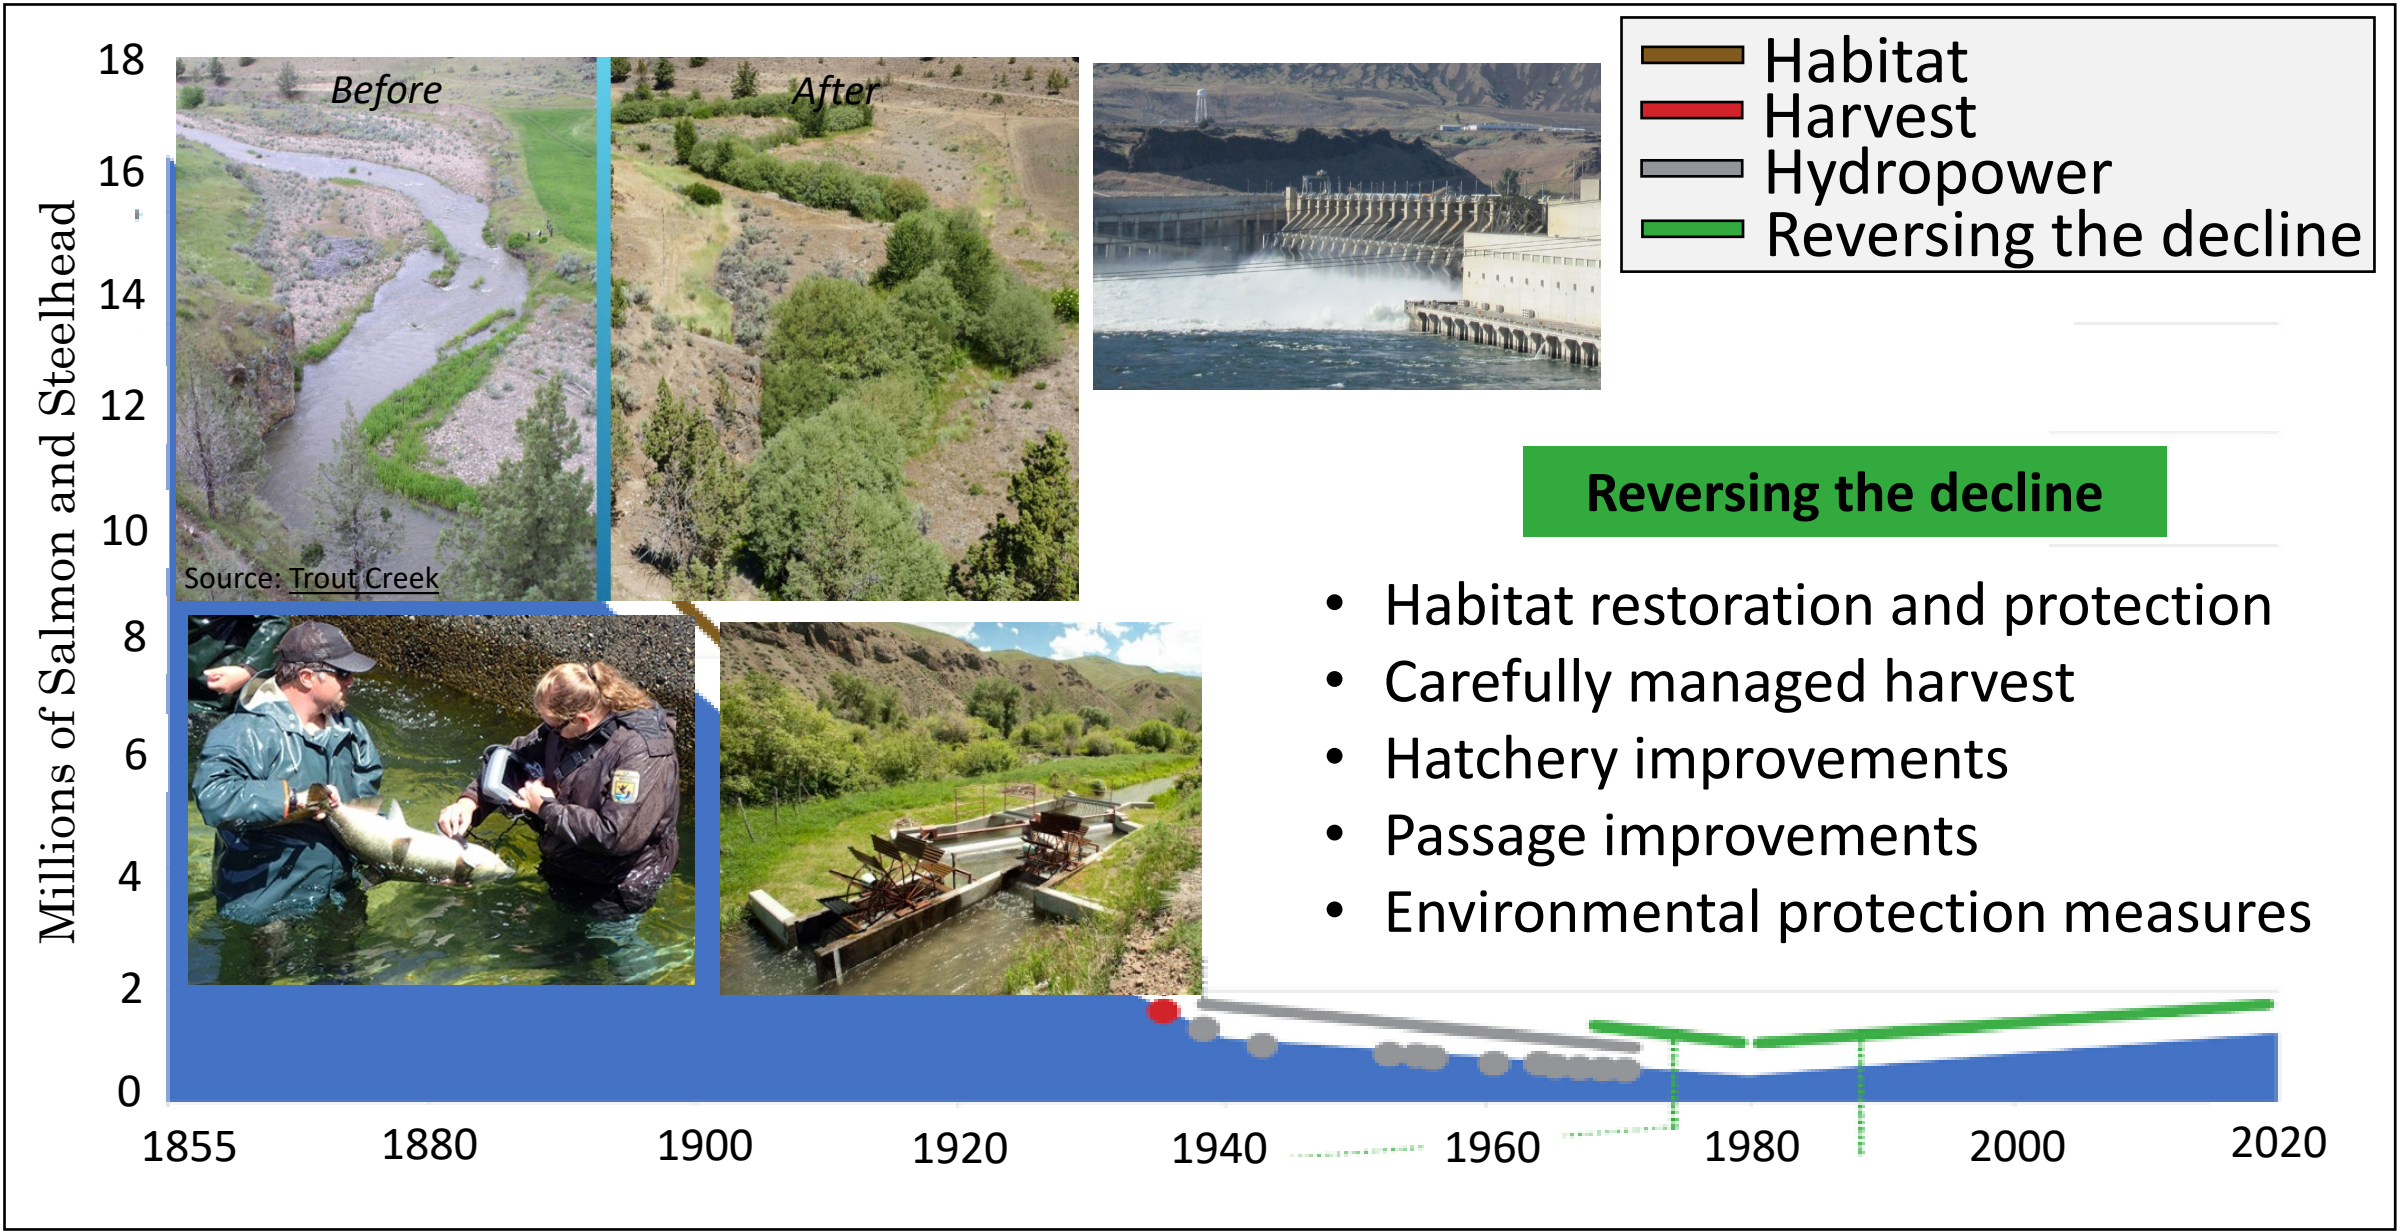 Millions of Salmon and Steelhead
18
16
14
12
10
8
6
4
2
0
Before
After
Source: Trout Creek
Habitat
Harvest
Hydropower
Reversing the decline
Reversing the decline
• Habitat restoration and protection
• Carefully managed harvest
• Hatchery improvements
• Passage improvements
• Environmental protection measures
1855 1880 1900 1920 1940 1960 1980 2000 2020